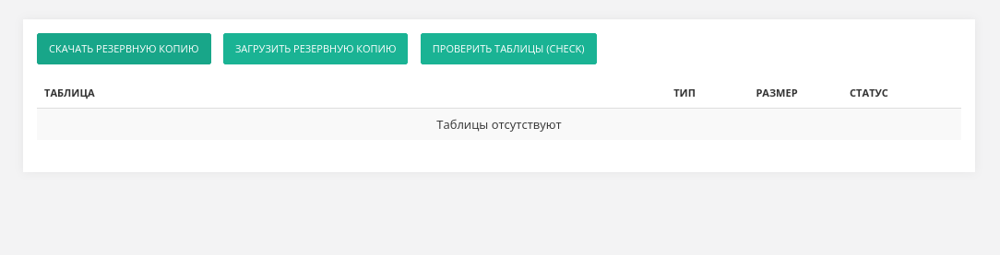 СКАЧАТЬ РЕЗЕРВНУЮ КОПИЮ ЗАГРУЗИТЬ РЕЗЕРВНУЮ КОПИЮ ПРОВЕРИТЬ ТАБЛИЦЫ (CHECK)
ТАБЛИЦА ТИП РАЗМЕР СТАТУС
Таблицы отсутствуют